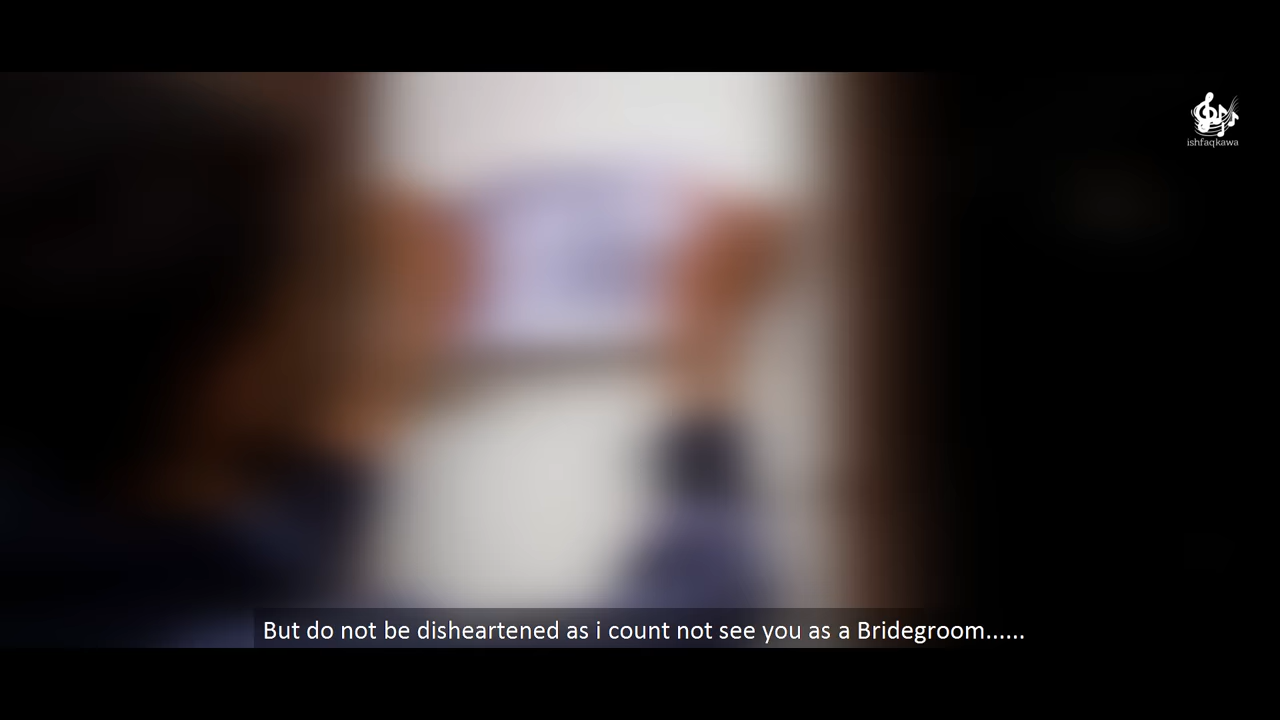 ishfaqkawa
But do not be disheartened as i count not see you as a Bridegroom......